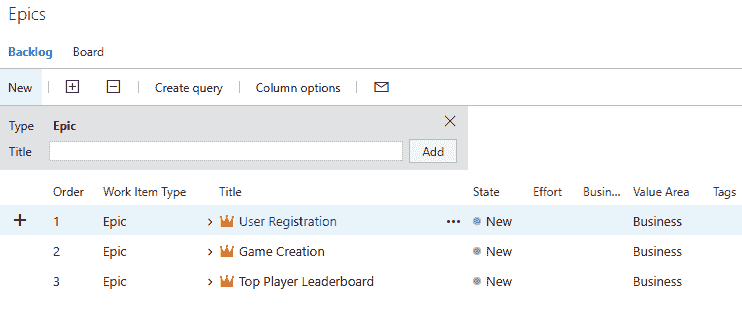 Epics
Backlog Board
New Create query Column options
Type Epic
Title Add
Order Work Item Type Title State Effort Busin... Value Area Tags
1 Epic User Registration ... New Business
2 Epic Game Creation New Business
3 Epic Top Player Leaderboard New Business